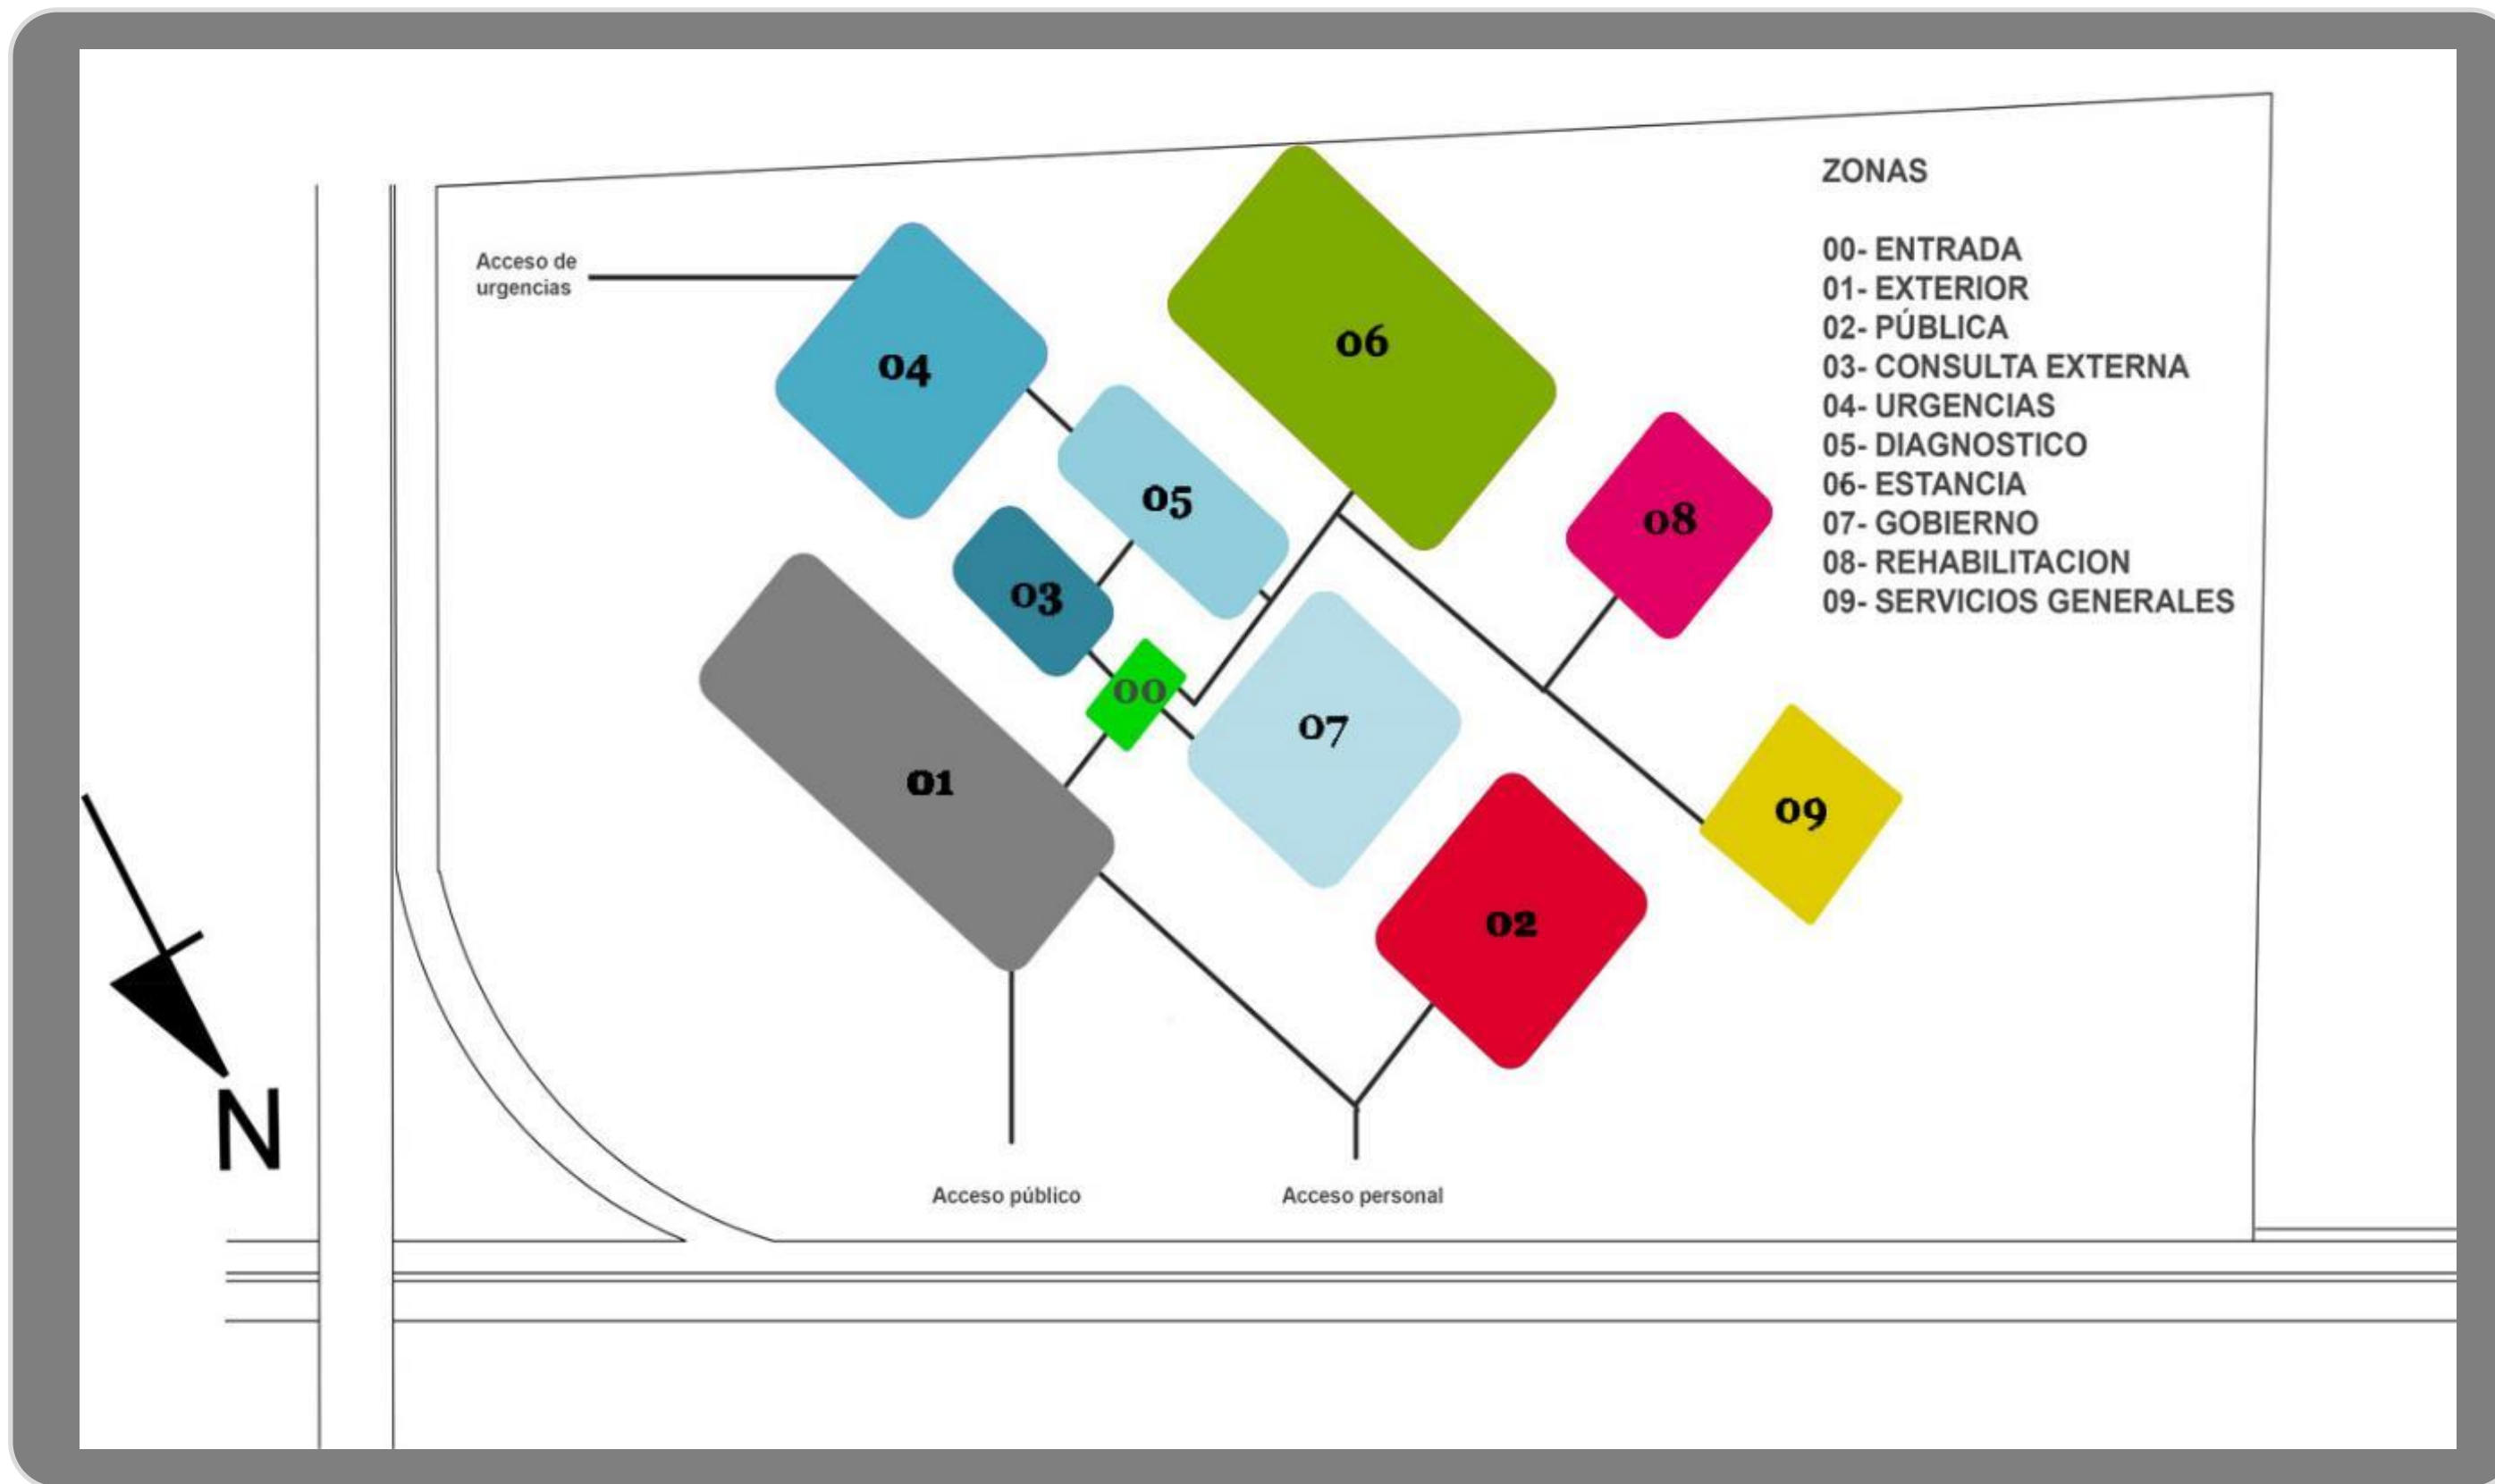 ZONAS
00- ENTRADA
01- EXTERIOR
02- PÚBLICA
03- CONSULTA EXTERNA
04- URGENCIAS
05- DIAGNOSTICO
06- ESTANCIA
07- GOBIERNO
08- REHABILITACION
09- SERVICIOS GENERALES
Acceso de
urgencias
04
06
05
08
03
00
07
01
09
02
N
Acceso público
Acceso personal